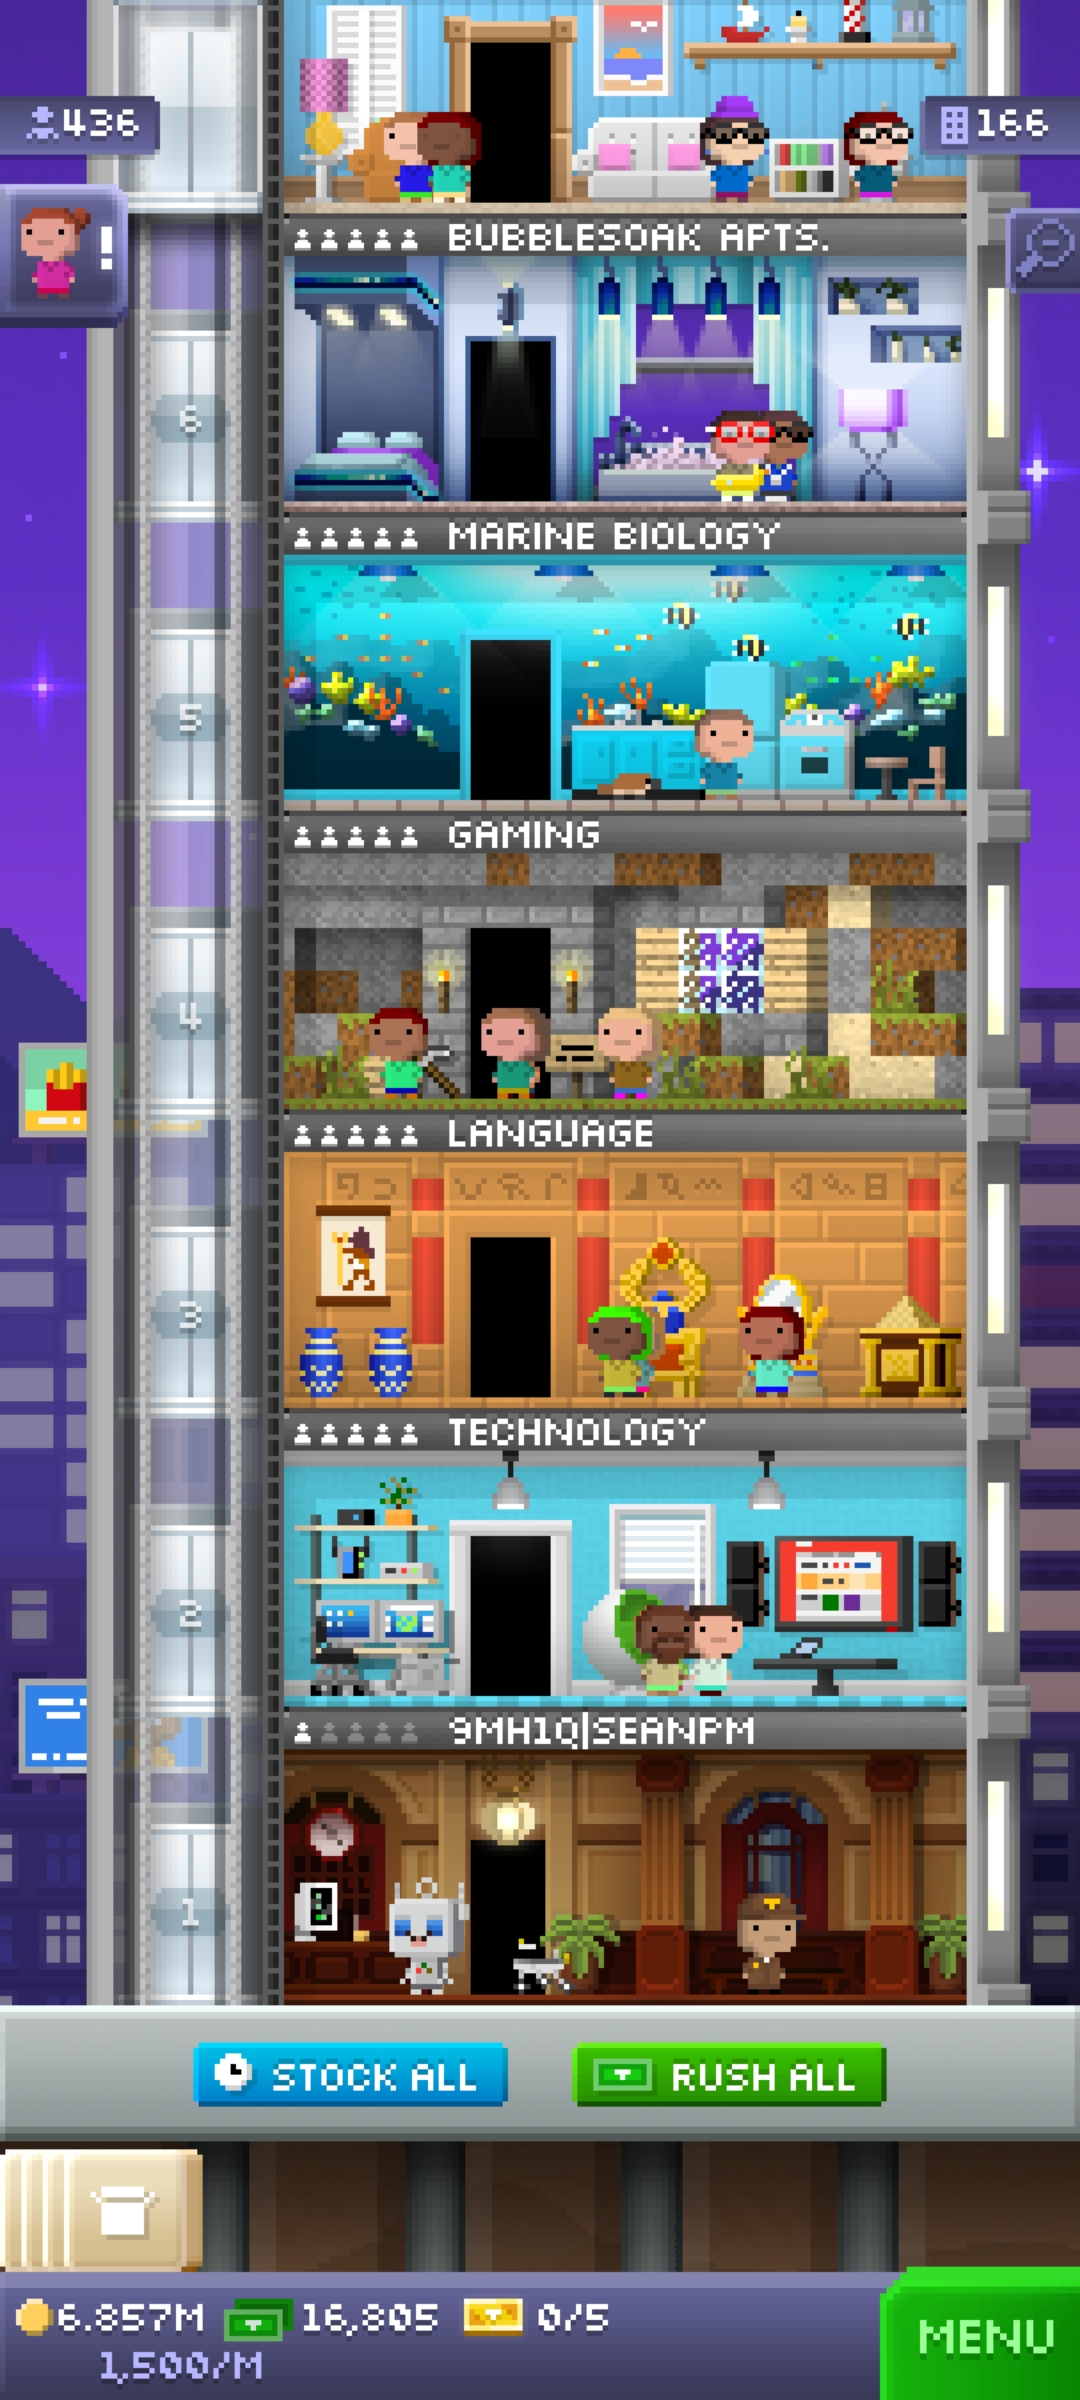 436
166
!
BUBBLESOAK APTS.
6
MARINE BIOLOGY
5
GAMING
4
LANGUAGE
3
TECHNOLOGY
2
9MH1Q|SEANPM
1
STOCK ALL
RUSH ALL
6.857M
16,805
0/5
1,500/M
MENU